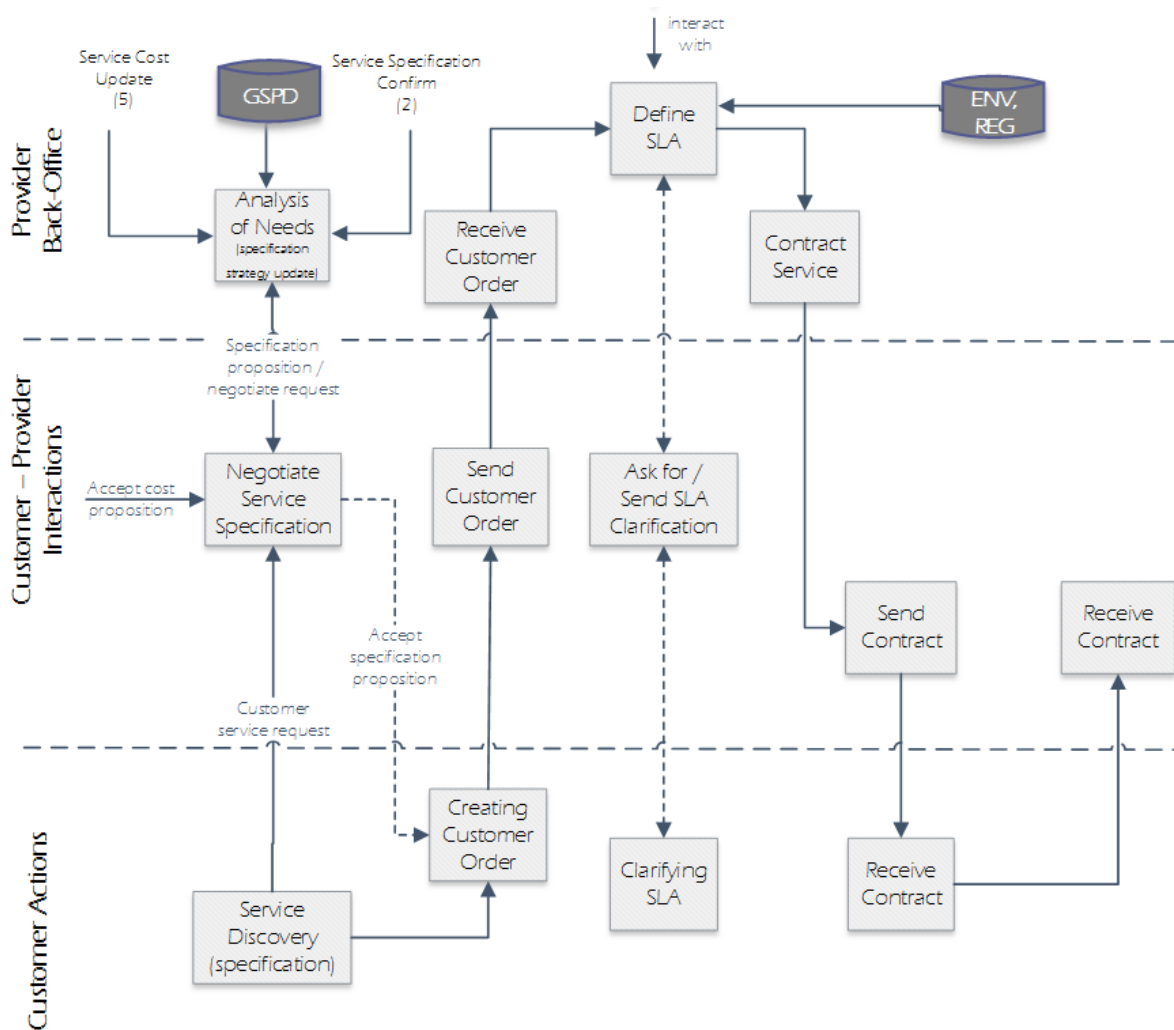 interact
with
Service Cost
Update
(5)
GSPD
Service Specification
Confirm
(2)
Define
SLA
ENV,
REG
Provider
Back-Office
Analysis
of Needs
(specification
strategy update)
Receive
Customer
Order
Contract
Service
Specification
proposition /
negotiate request
Customer – Provider
Interactions
Accept cost
proposition
Negotiate
Service
Specification
Send
Customer
Order
Ask for /
Send SLA
Clarification
Accept
specification
proposition
Send
Contract
Receive
Contract
Customer
service request
Customer Actions
Creating
Customer
Order
Clarifying
SLA
Receive
Contract
Service
Discovery
(specification)